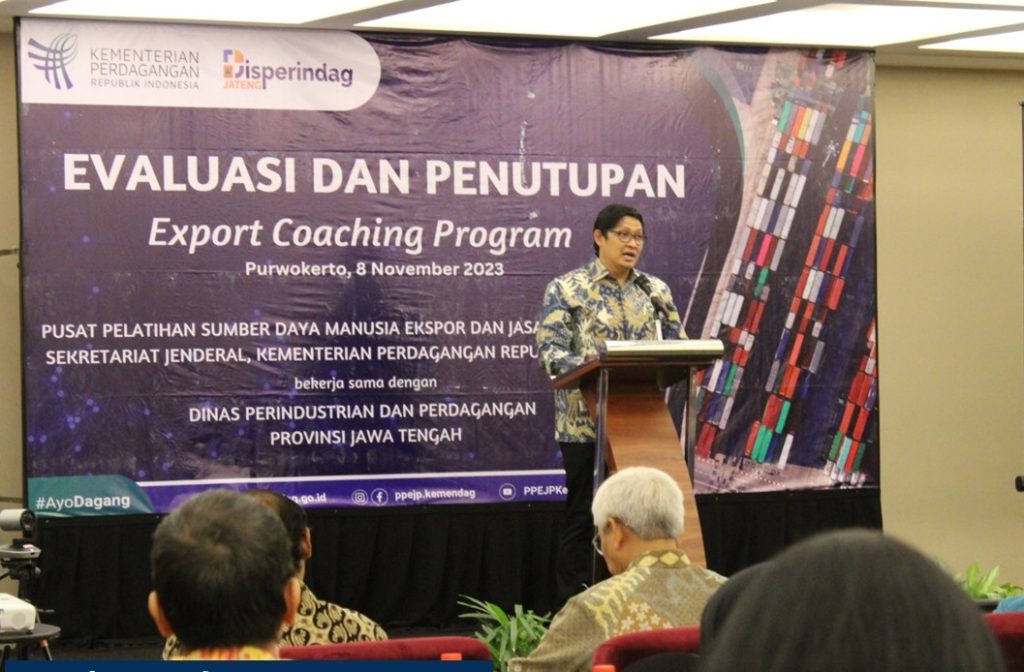 KEMENTERIAN
PERDAGANGAN
REPUBLIK INDONESIA
Disperindag
JATENG
EVALUASI DAN PENUTUPAN
Export Coaching Program
Purwokerto, 8 November 2023
PUSAT PELATIHAN SUMBER DAYA MANUSIA EKSPOR DAN JASA
SEKRETARIAT JENDERAL, KEMENTERIAN PERDAGANGAN
bekerja sama dengan
DINAS PERINDUSTRIAN DAN PERDAGANGAN
PROVINSI JAWA TENGAH
#AyoDagang
.go.id ppejp.kemendag